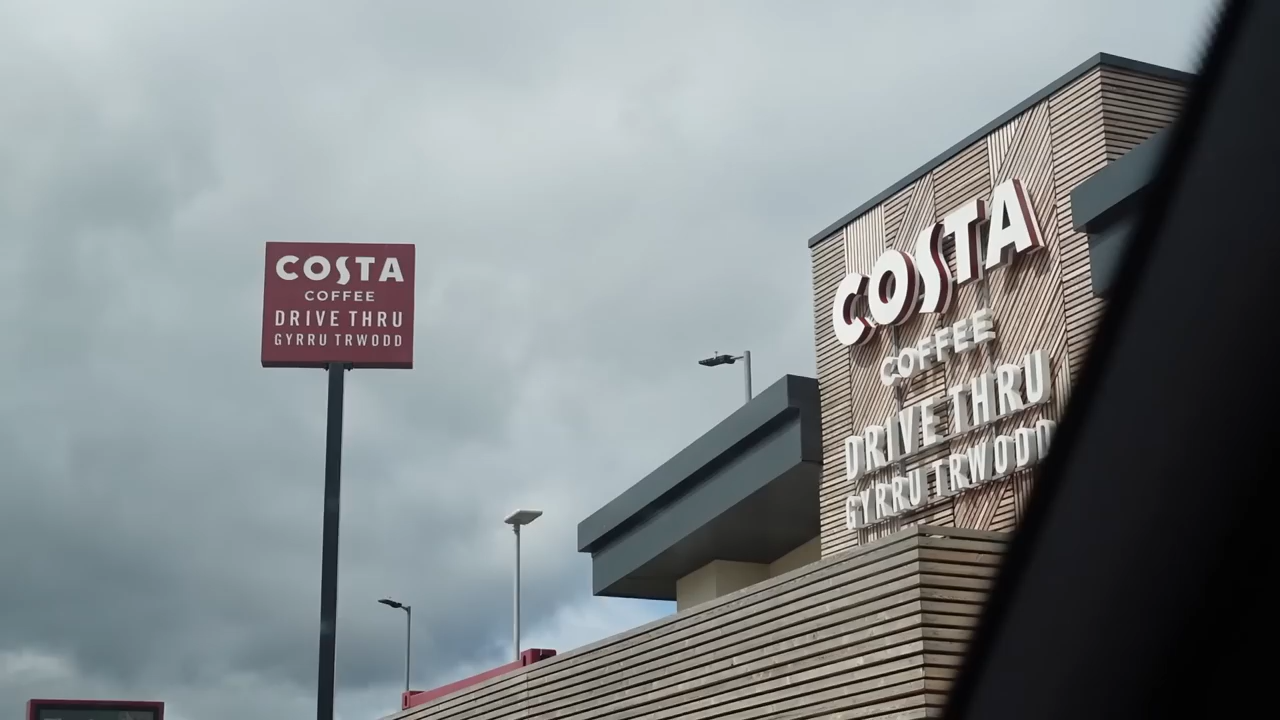 COSTA
COFFEE
DRIVE THRU
GYRRU TRWODD
COSTA
COFFEE
DRIVE THRU
GYRRU TRWODD